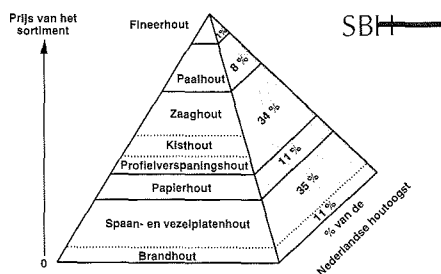 Prijs van het
sortiment
Fineerhout
SBH
1%
Paalhout
8 %
Zaaghout
34 %
Kisthout
Profielverspaningshout
11 %
Papierhout
35 %
Spaan- en vezelplatenhout
11 %
Brandhout
0
% van de
Nederlandse houtoogst